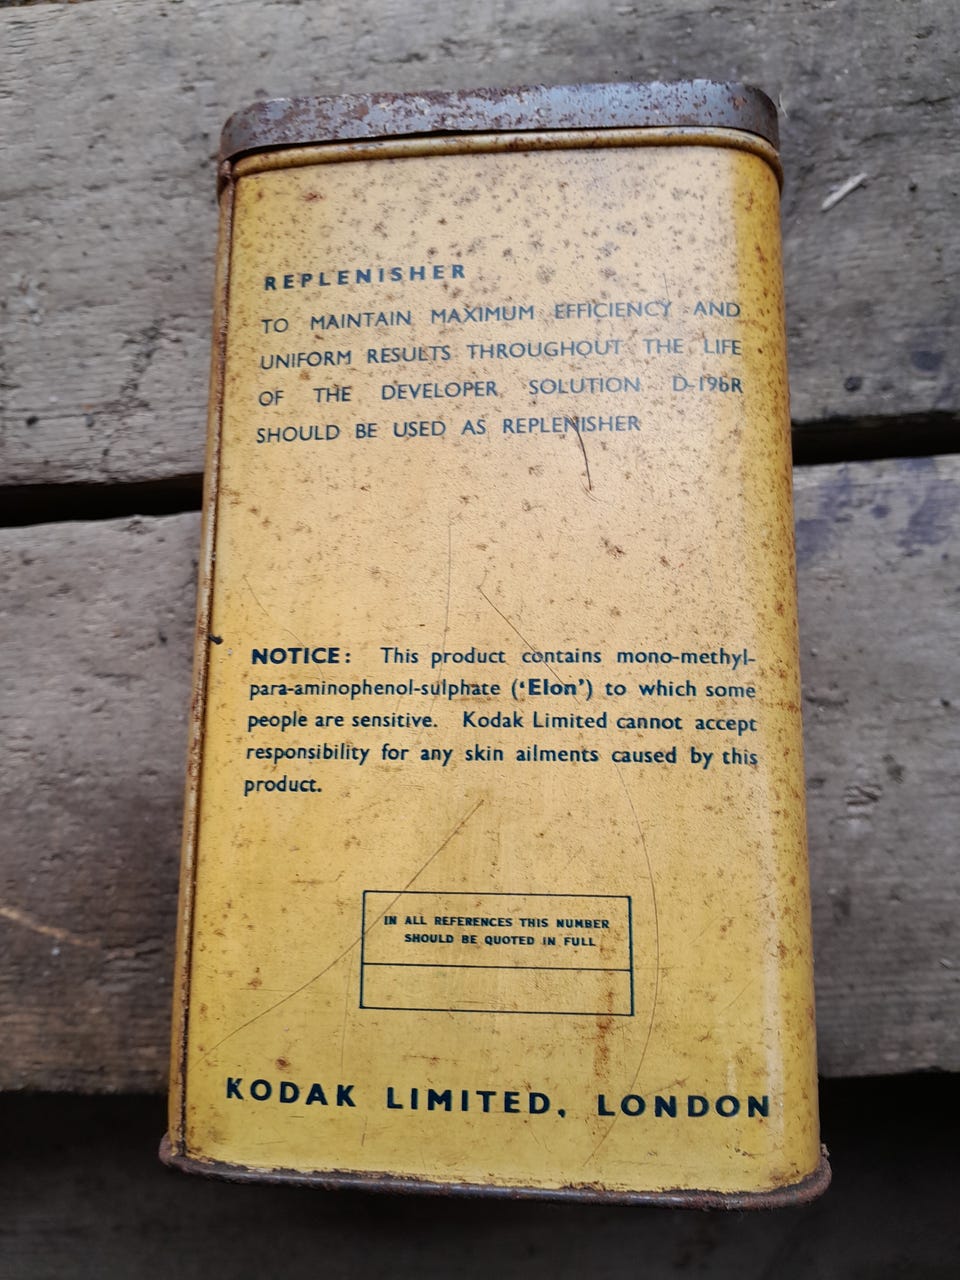 REPLENISHER
TO MAINTAIN MAXIMUM EFFICIENCY AND
UNIFORM RESULTS THROUGHOUT THE LIFE
OF THE DEVELOPER SOLUTION D-19bR
SHOULD BE USED AS REPLENISHER
NOTICE: This product contains mono-methyl-
para-aminophenol-sulphate (‘Elon’) to which some
people are sensitive. Kodak Limited cannot accept
responsibility for any skin ailments caused by this
product.
IN ALL REFERENCES THIS NUMBER
SHOULD BE QUOTED IN FULL
KODAK LIMITED, LONDON